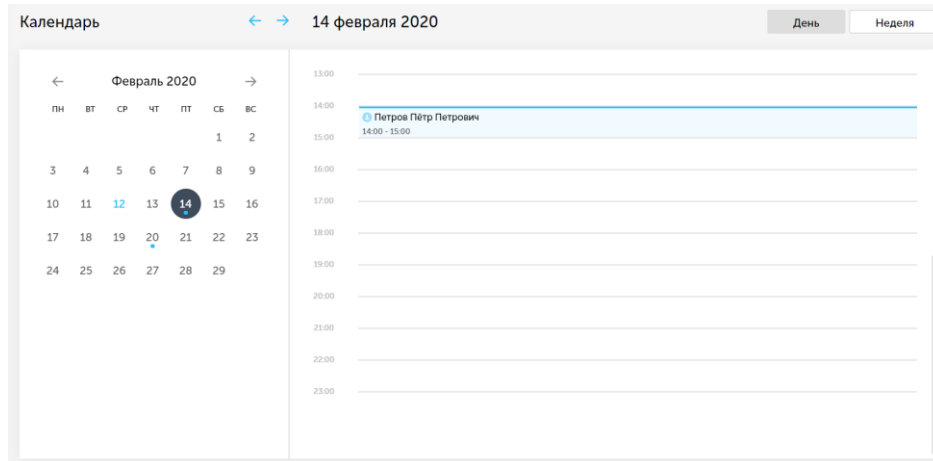 Календарь
14 февраля 2020
День
Неделя
Февраль 2020
ПН ВТ СР ЧТ ПТ СБ ВС
1 2
3 4 5 6 7 8 9
10 11 12 13 14 15 16
17 18 19 20 21 22 23
24 25 26 27 28 29
13:00
14:00
Петров Пётр Петрович
14:00 - 15:00
15:00
16:00
17:00
18:00
19:00
20:00
21:00
22:00
23:00